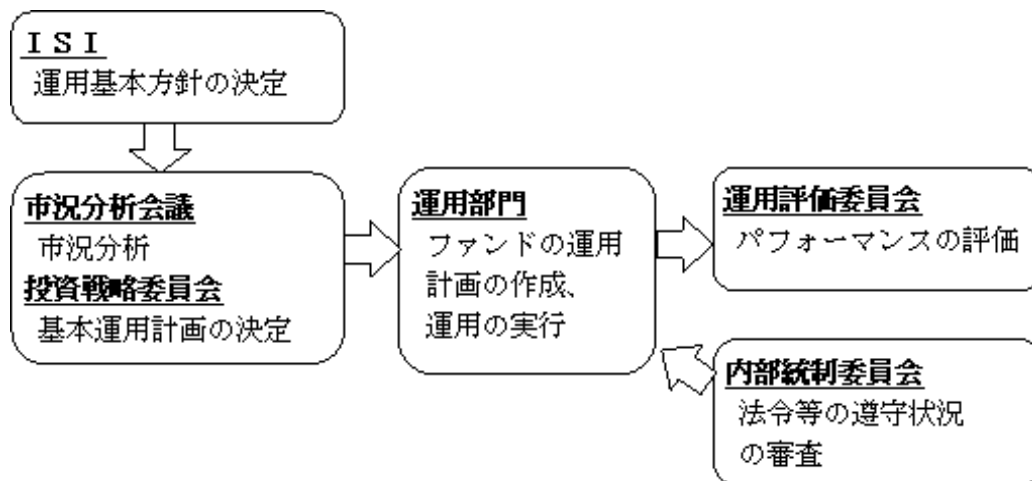 ＩＳＩ
運用基本方針の決定
市況分析会議
市況分析
投資戦略委員会
基本運用計画の決定
運用部門
ファンドの運用
計画の作成、
運用の実行
運用評価委員会
パフォーマンスの評価
内部統制委員会
法令等の遵守状況
の審査